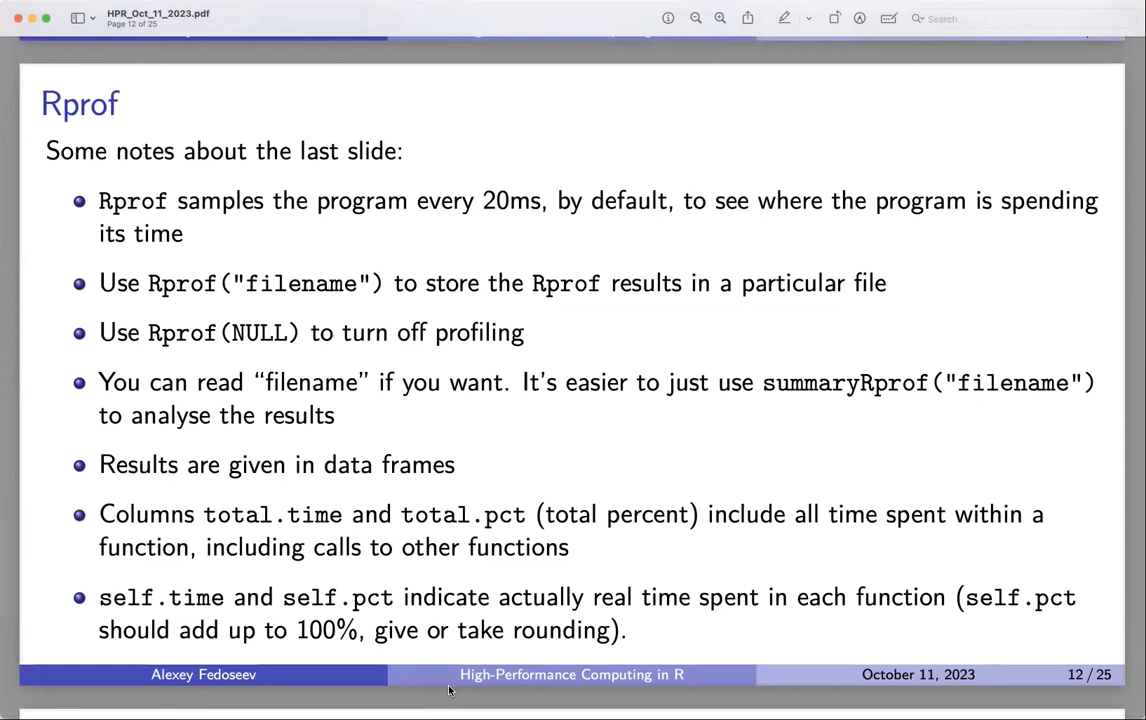 HPR_Oct_11_2023.pdf
Page 12 of 25
Search
Rprof
Some notes about the last slide:
Rprof samples the program every 20ms, by default, to see where the program is spending
its time
Use Rprof("filename") to store the Rprof results in a particular file
Use Rprof(NULL) to turn off profiling
You can read “filename” if you want. It's easier to just use summaryRprof("filename")
to analyse the results
Results are given in data frames
Columns total.time and total.pct (total percent) include all time spent within a
function, including calls to other functions
self.time and self.pct indicate actually real time spent in each function (self.pct
should add up to 100%, give or take rounding).
Alexey Fedoseev High-Performance Computing in R October 11, 2023 12 / 25